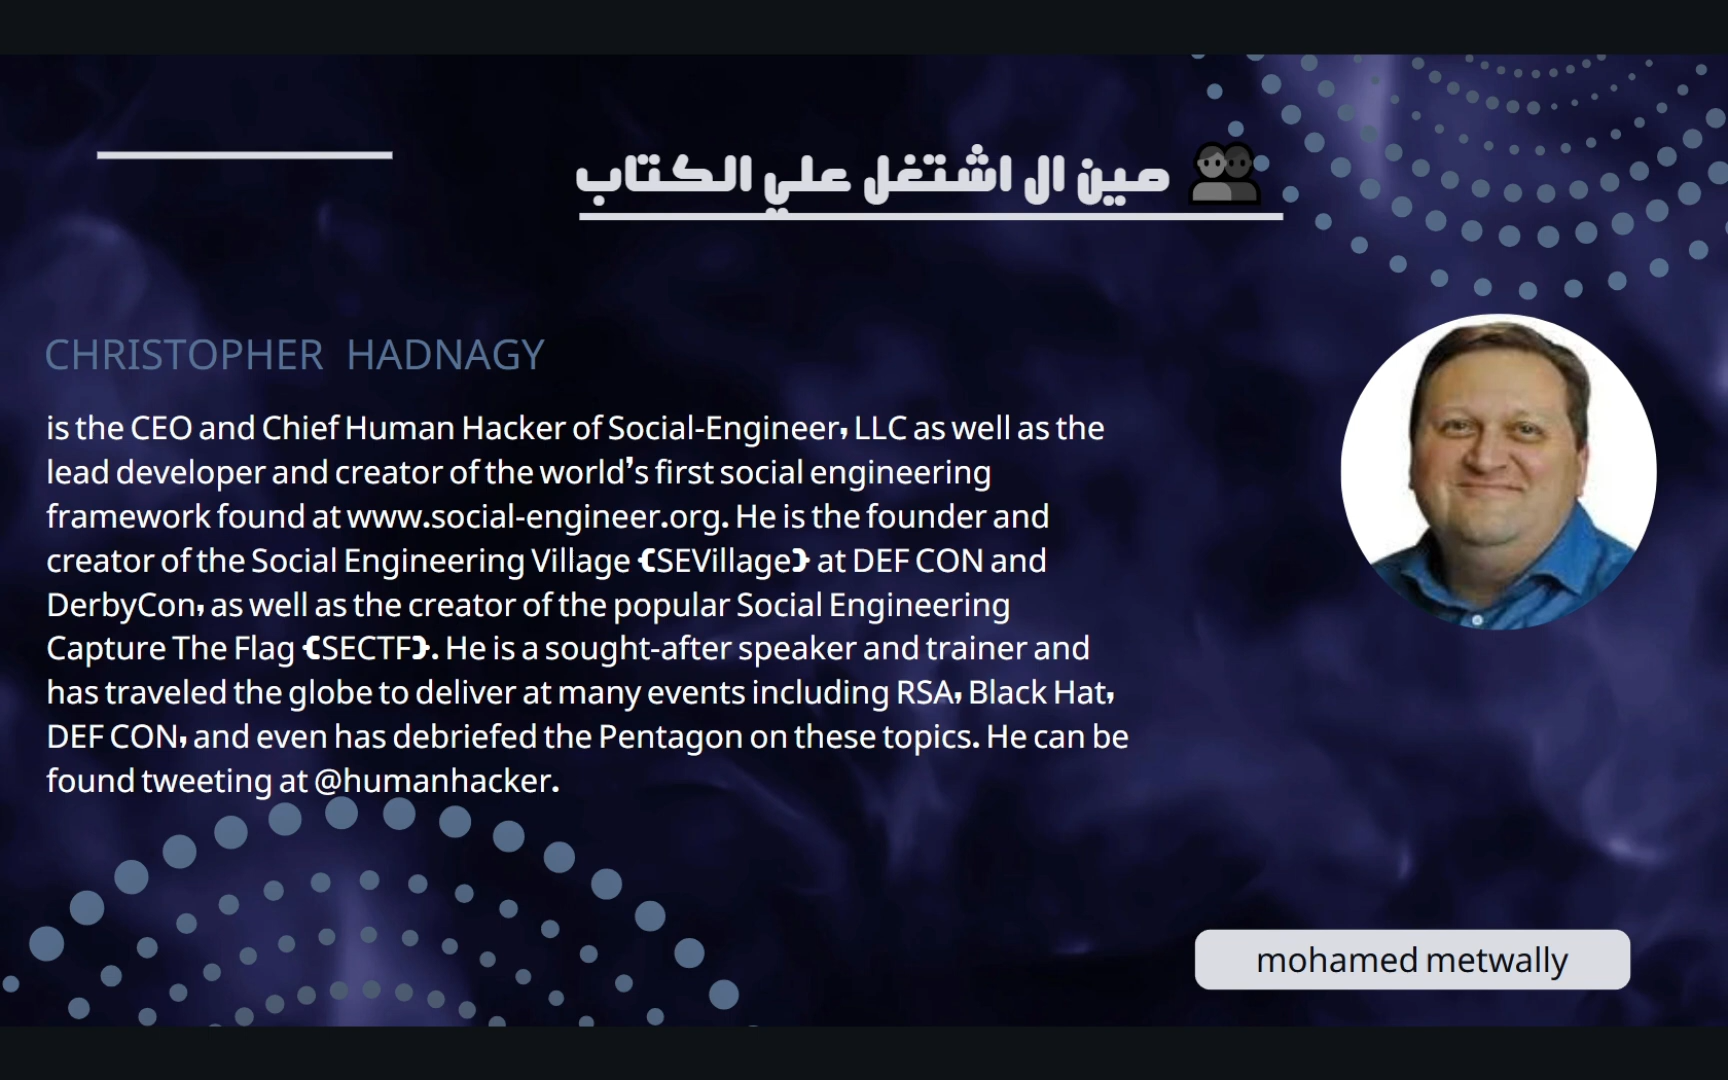 مين ال اشتغل علي الكتاب
CHRISTOPHER HADNAGY
is the CEO and Chief Human Hacker of Social-Engineer, LLC as well as the
lead developer and creator of the world's first social engineering
framework found at www.social-engineer.org. He is the founder and
creator of the Social Engineering Village {SEVillage} at DEF CON and
DerbyCon, as well as the creator of the popular Social Engineering
Capture The Flag {SECTF}. He is a sought-after speaker and trainer and
has traveled the globe to deliver at many events including RSA, Black Hat,
DEF CON, and even has debriefed the Pentagon on these topics. He can be
found tweeting at @humanhacker.
mohamed metwally